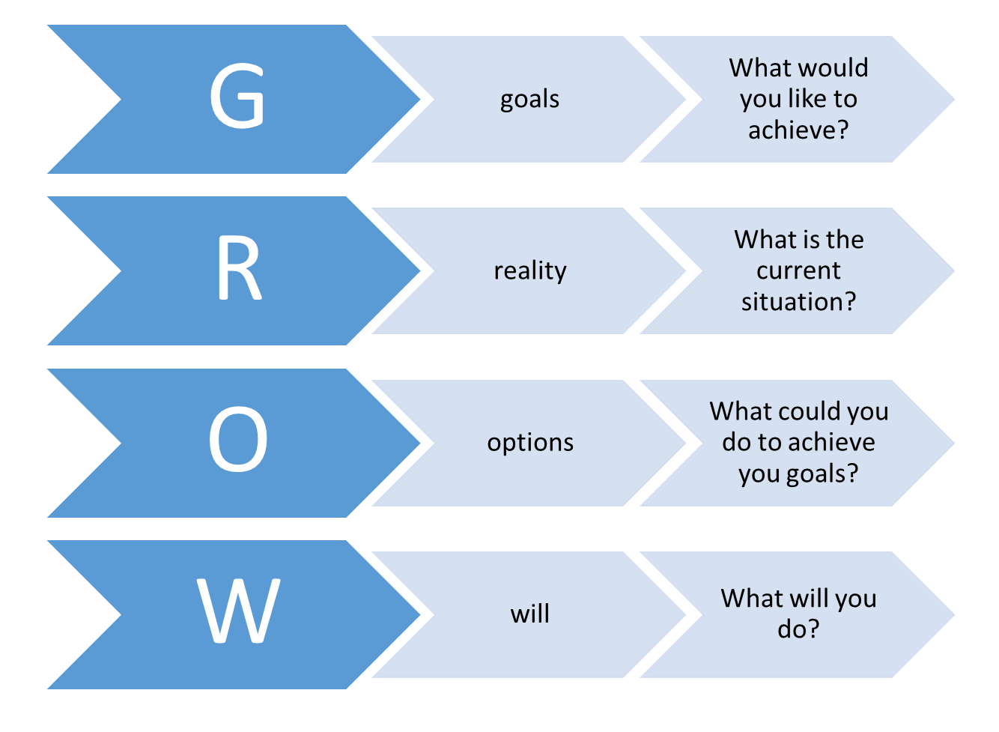 G
goals
What would
you like to
achieve?
R
reality
What is the
current
situation?
O
options
What could you
do to achieve
you goals?
W
will
What will you
do?